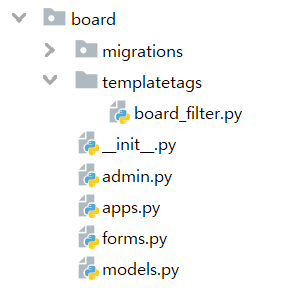 board
migrations
templatetags
board_filter.py
__init__.py
admin.py
apps.py
forms.py
models.py